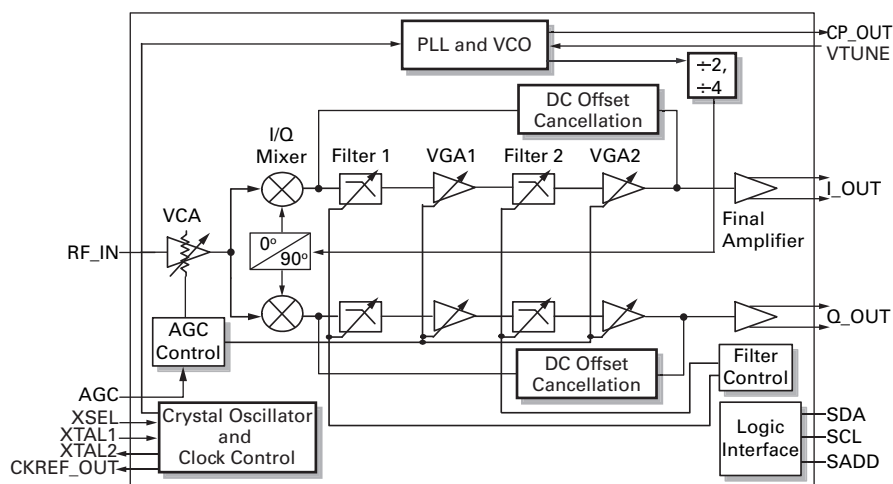 PLL and VCO
CP_OUT
VTUNE
÷2,
÷4
DC Offset
Cancellation
I/Q
Mixer
Filter 1
VGA1
Filter 2
VGA2
I_OUT
VCA
Final
Amplifier
RF_IN
0°
90°
AGC
Control
Q_OUT
DC Offset
Cancellation
Filter
Control
AGC
XSEL
XTAL1
XTAL2
CKREF_OUT
Crystal Oscillator
and
Clock Control
Logic
Interface
SDA
SCL
SADD